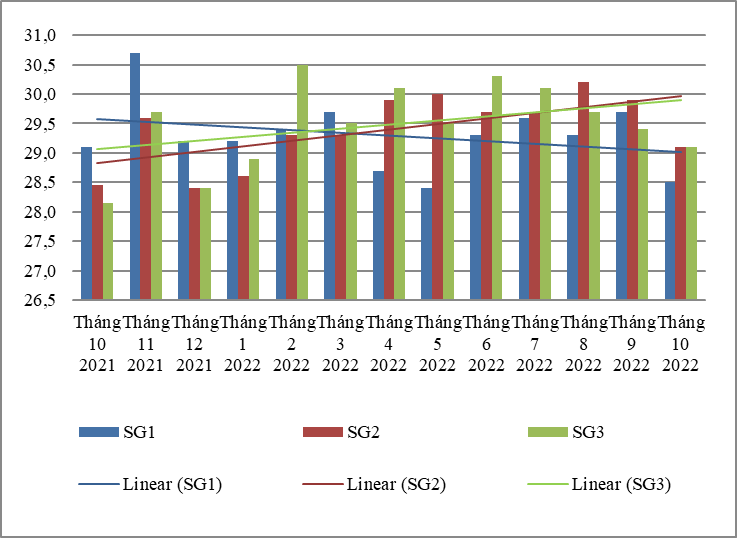 31,0
30,5
30,0
29,5
29,0
28,5
28,0
27,5
27,0
26,5
Tháng Tháng Tháng Tháng Tháng Tháng Tháng Tháng Tháng Tháng Tháng Tháng Tháng
10 11 12 1 2 3 4 5 6 7 8 9 10
2021 2021 2021 2022 2022 2022 2022 2022 2022 2022 2022 2022 2022
SG1 SG2 SG3
Linear (SG1) Linear (SG2) Linear (SG3)